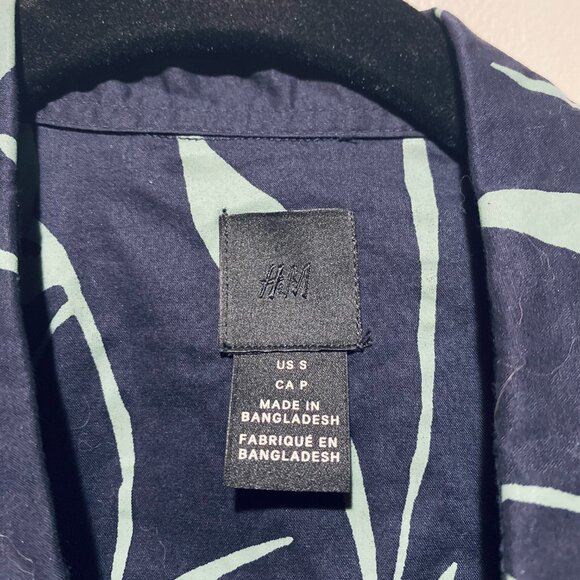 H&M
US S
CA P
MADE IN
BANGLADESH
FABRIQUÉ EN
BANGLADESH